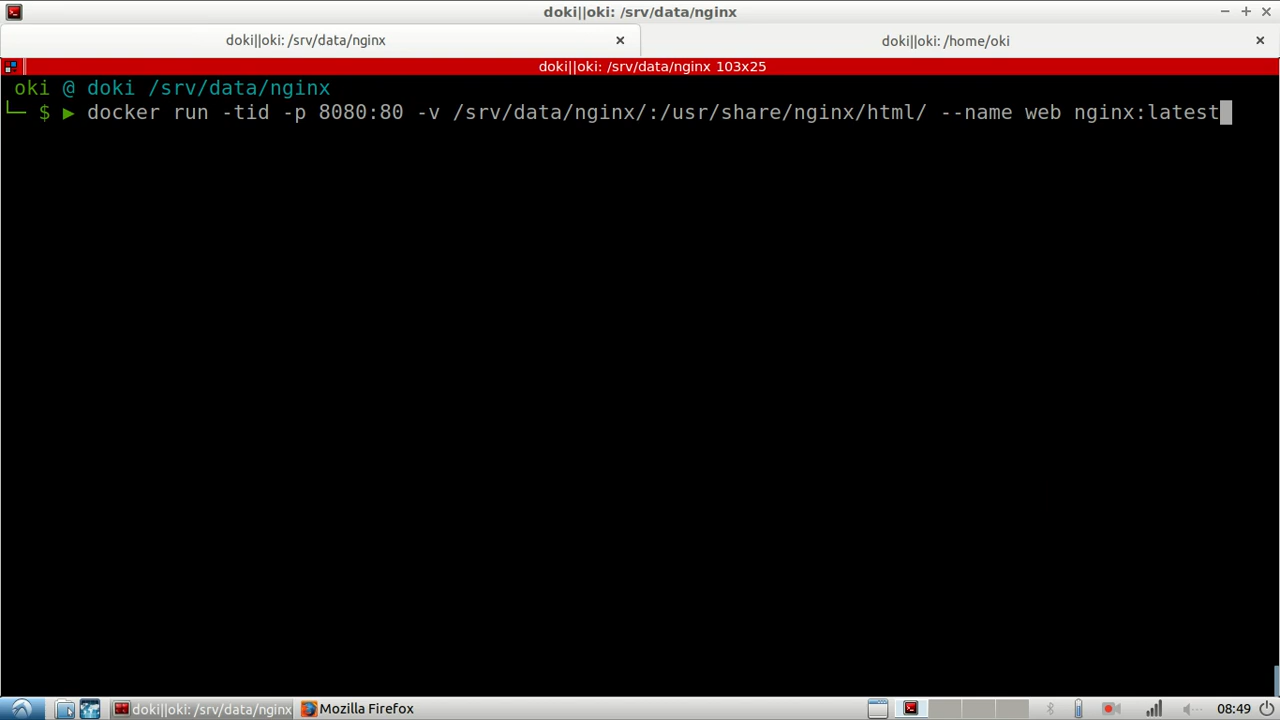 doki||oki: /srv/data/nginx
doki||oki: /srv/data/nginx
doki||oki: /home/oki
doki||oki: /srv/data/nginx 103x25
oki @ doki /srv/data/nginx
└─ $ ▶ docker run -tid -p 8080:80 -v /srv/data/nginx/:/usr/share/nginx/html/ --name web nginx:latest
doki||oki: /srv/data/nginx
Mozilla Firefox
08:49